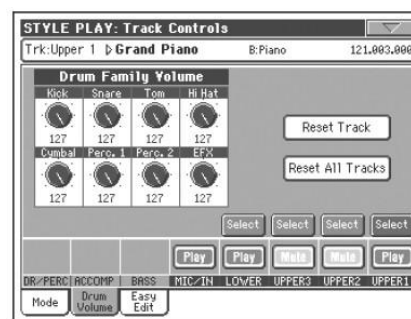 STYLE PLAY: Track Controls
Trk:Upper 1 ▷Grand Piano B:Piano 121.003.000
Drum Family Volume
Kick Snare Tom Hi Hat
127 127 127 127
Cymbal Perc. 1 Perc. 2 EFX
127 127 127 127
Reset Track
Reset All Tracks
Select Select Select Select
Play Play Mute Mute Play
DR/PERC ACCOMP BASS MIC/IN LOWER UPPER3 UPPER2 UPPER1
Mode Drum Volume Easy Edit